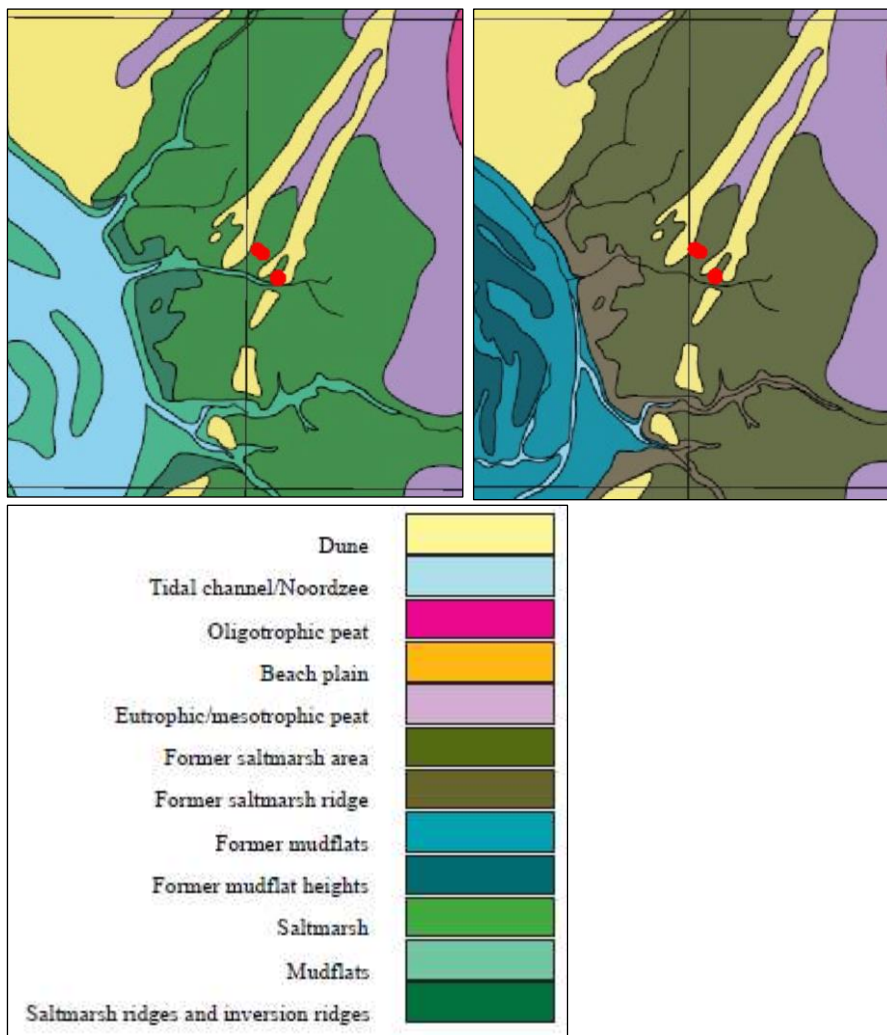 Dune
Tidal channel/Noordzee
Oligotrophic peat
Beach plain
Eutrophic/mesotrophic peat
Former saltmarsh area
Former saltmarsh ridge
Former mudflats
Former mudflat heights
Saltmarsh
Mudflats
Saltmarsh ridges and inversion ridges